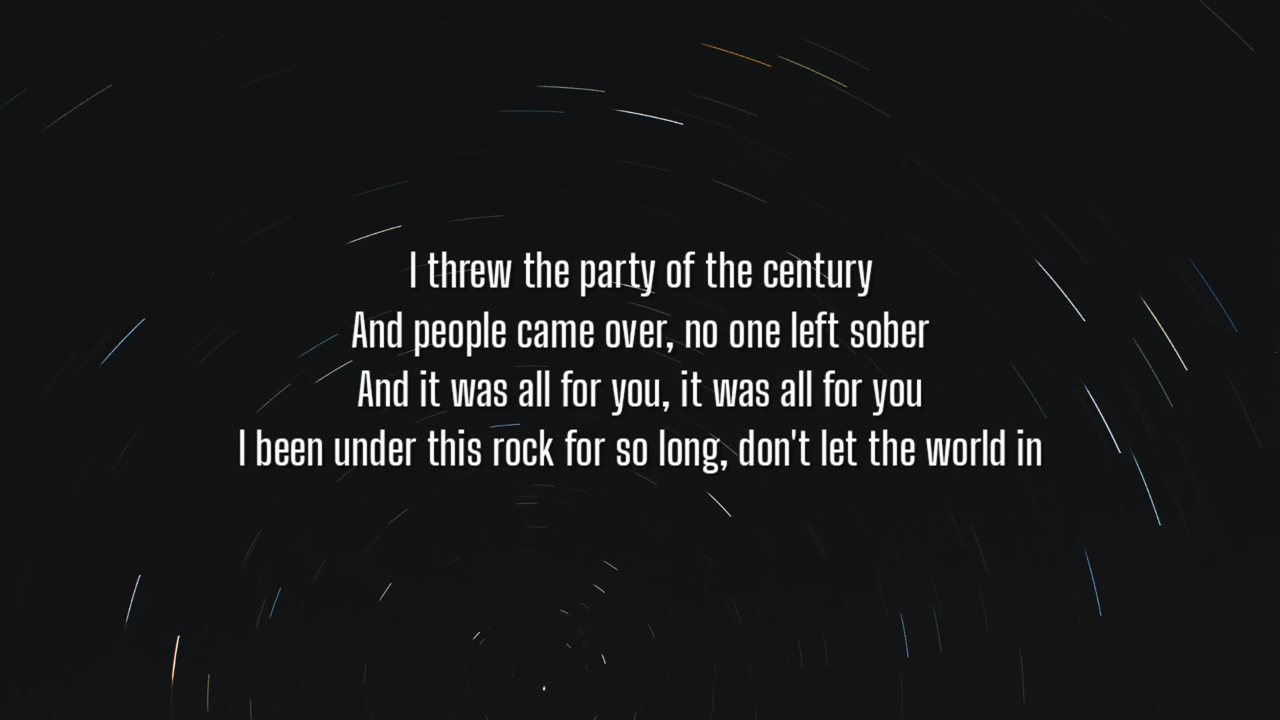 I threw the party of the century
And people came over, no one left sober
And it was all for you, it was all for you
I been under this rock for so long, don't let the world in